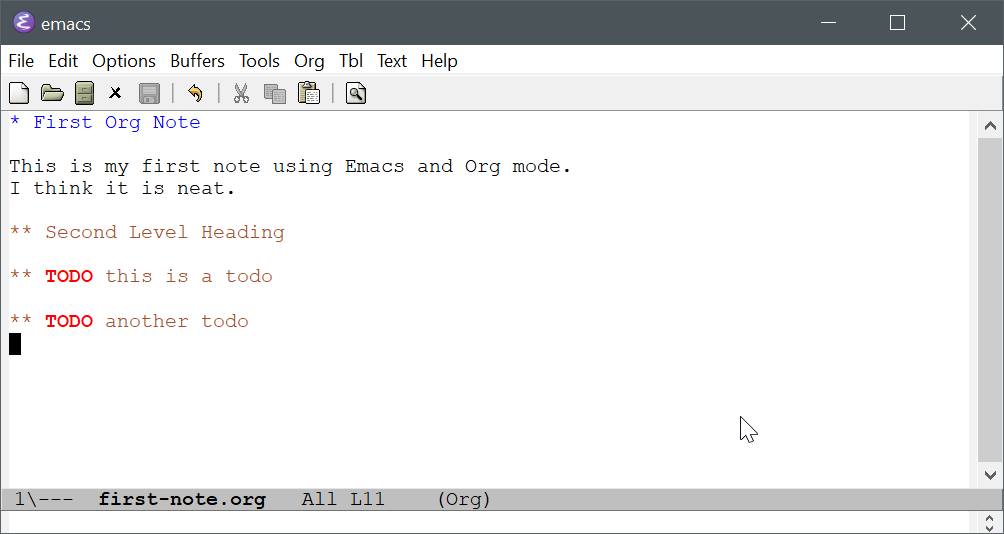 emacs
File Edit Options Buffers Tools Org Tbl Text Help
* First Org Note
This is my first note using Emacs and Org mode.
I think it is neat.
** Second Level Heading
** TODO this is a todo
** TODO another todo
1\--- first-note.org All L11 (Org)